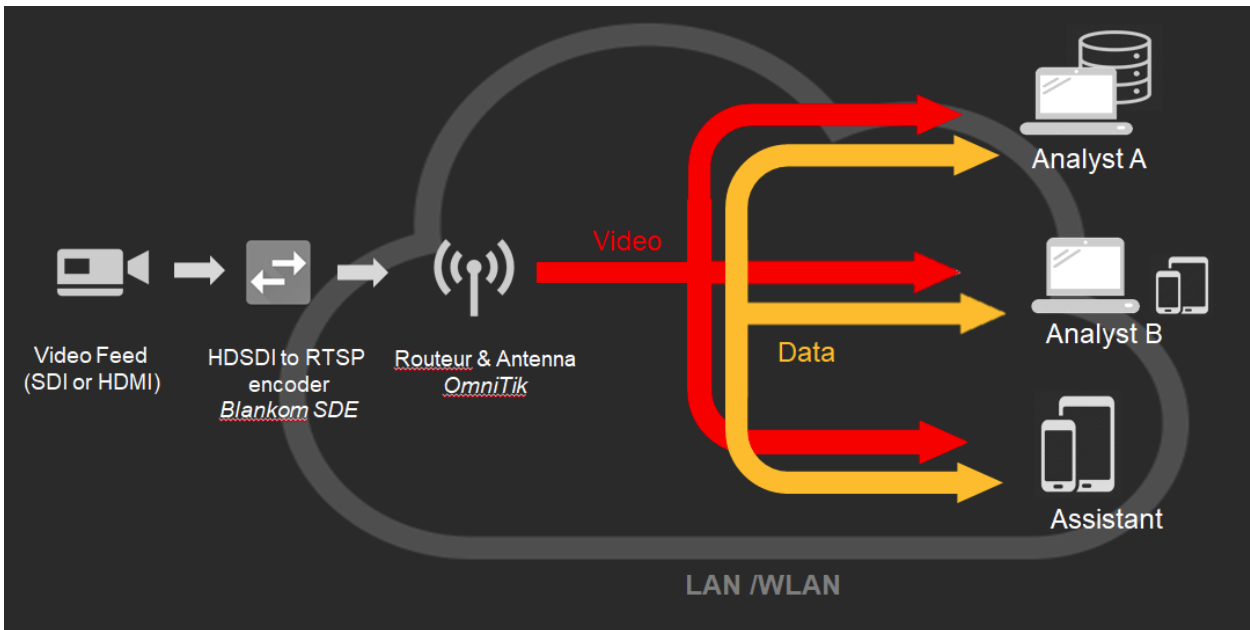 Analyst A
Video
Analyst B
Data
Video Feed
(SDI or HDMI)
HDSDI to RTSP
encoder
Blankom SDE
Routeur & Antenna
OmniTik
Assistant
LAN /WLAN